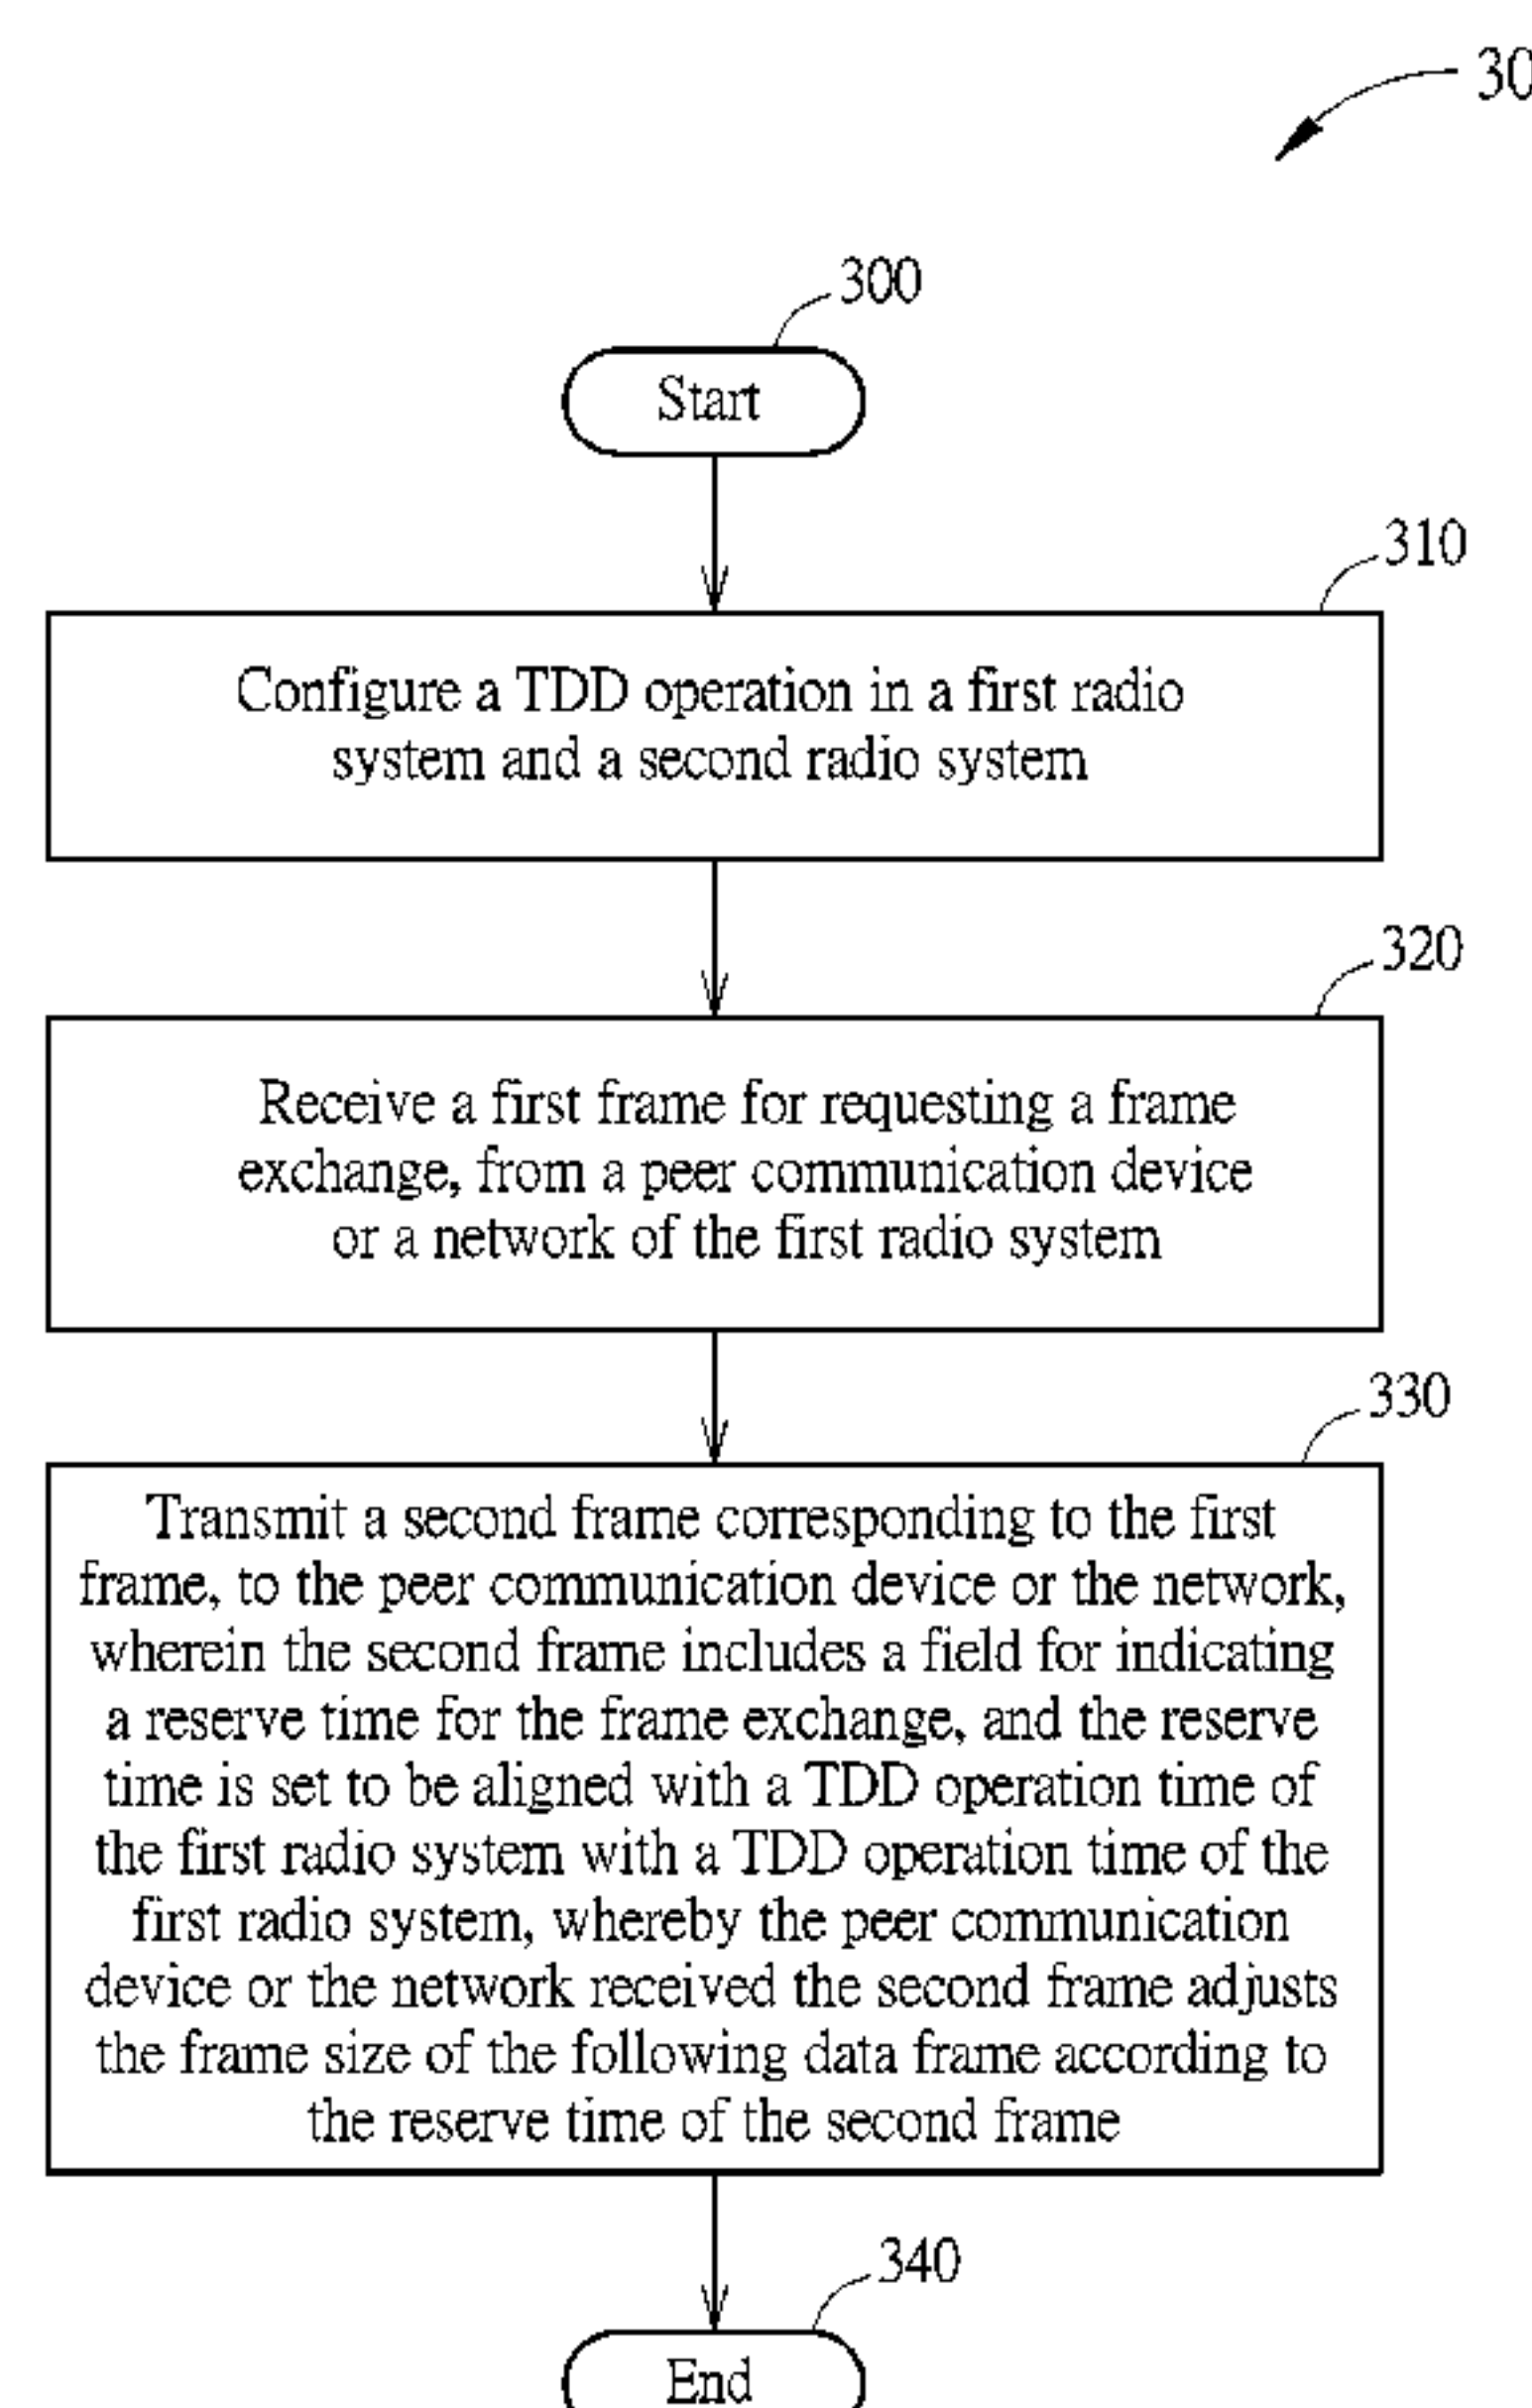 30
300
Start
310
Configure a TDD operation in a first radio
system and a second radio system
320
Receive a first frame for requesting a frame
exchange, from a peer communication device
or a network of the first radio system
330
Transmit a second frame corresponding to the first
frame, to the peer communication device or the network,
wherein the second frame includes a field for indicating
a reserve time for the frame exchange, and the reserve
time is set to be aligned with a TDD operation time of
the first radio system with a TDD operation time of the
first radio system, whereby the peer communication
device or the network received the second frame adjusts
the frame size of the following data frame according to
the reserve time of the second frame
340
End